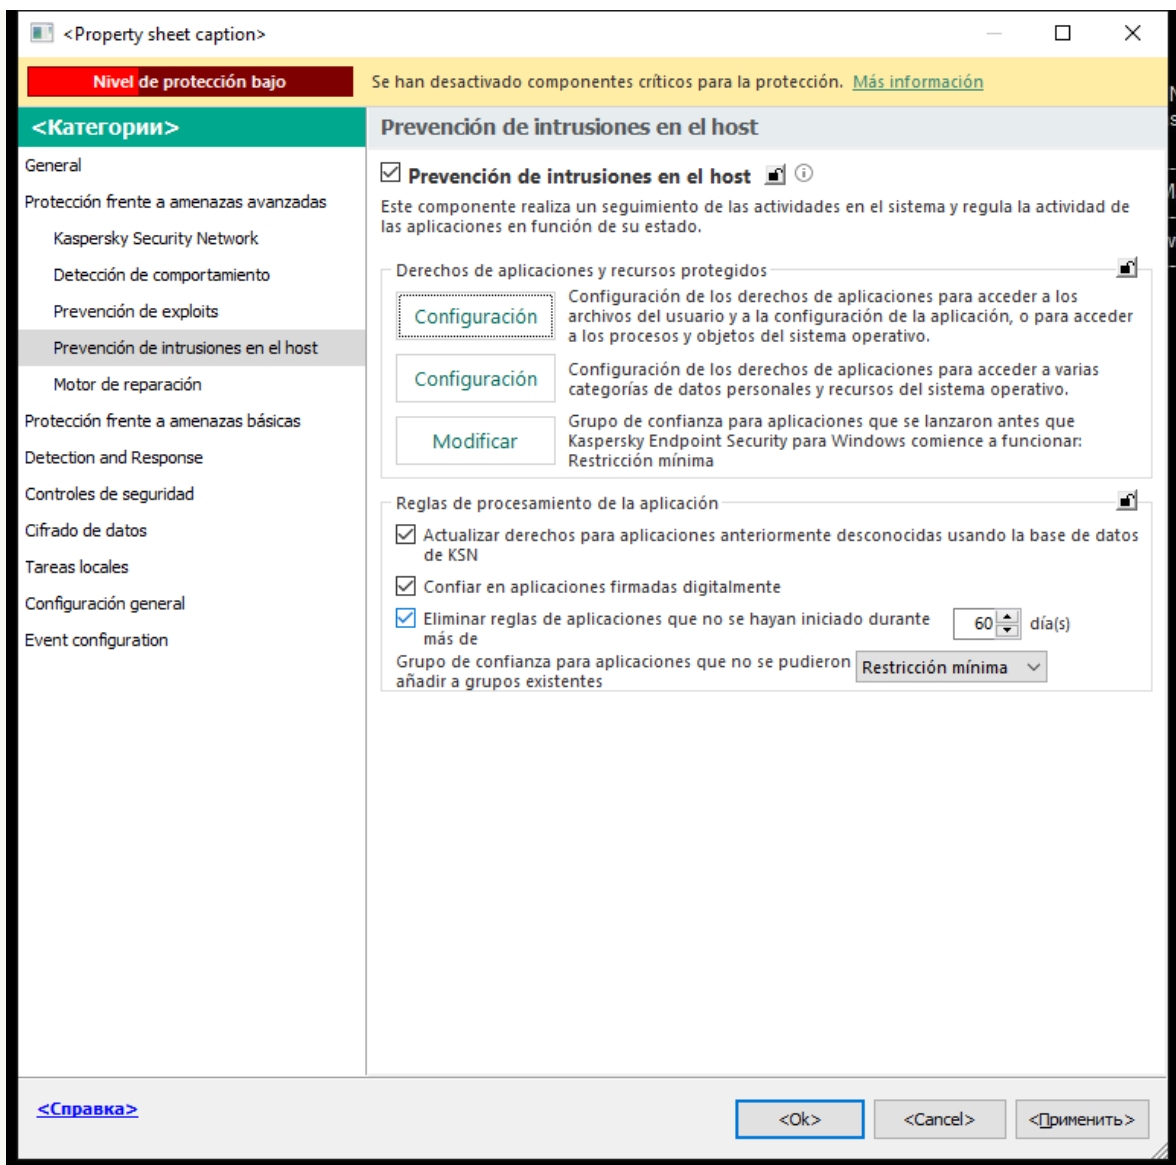 <Property sheet caption>
Nivel de protección bajo
Se han desactivado componentes críticos para la protección. Más información
<Категории>
General
Protección frente a amenazas avanzadas
Kaspersky Security Network
Detección de comportamiento
Prevención de exploits
Prevención de intrusiones en el host
Motor de reparación
Protección frente a amenazas básicas
Detection and Response
Controles de seguridad
Cifrado de datos
Tareas locales
Configuración general
Event configuration
Prevención de intrusiones en el host
Prevención de intrusiones en el host
Este componente realiza un seguimiento de las actividades en el sistema y regula la actividad de
las aplicaciones en función de su estado.
Derechos de aplicaciones y recursos protegidos
Configuración
Configuración de los derechos de aplicaciones para acceder a los
archivos del usuario y a la configuración de la aplicación, o para acceder
a los procesos y objetos del sistema operativo.
Configuración
Configuración de los derechos de aplicaciones para acceder a varias
categorías de datos personales y recursos del sistema operativo.
Modificar
Grupo de confianza para aplicaciones que se lanzaron antes que
Kaspersky Endpoint Security para Windows comience a funcionar:
Restricción mínima
Reglas de procesamiento de la aplicación
Actualizar derechos para aplicaciones anteriormente desconocidas usando la base de datos
de KSN
Confiar en aplicaciones firmadas digitalmente
Eliminar reglas de aplicaciones que no se hayan iniciado durante
más de
60 día(s)
Grupo de confianza para aplicaciones que no se pudieron
añadir a grupos existentes
Restricción mínima
<Справка>
<Ok>
<Cancel>
<Применить>